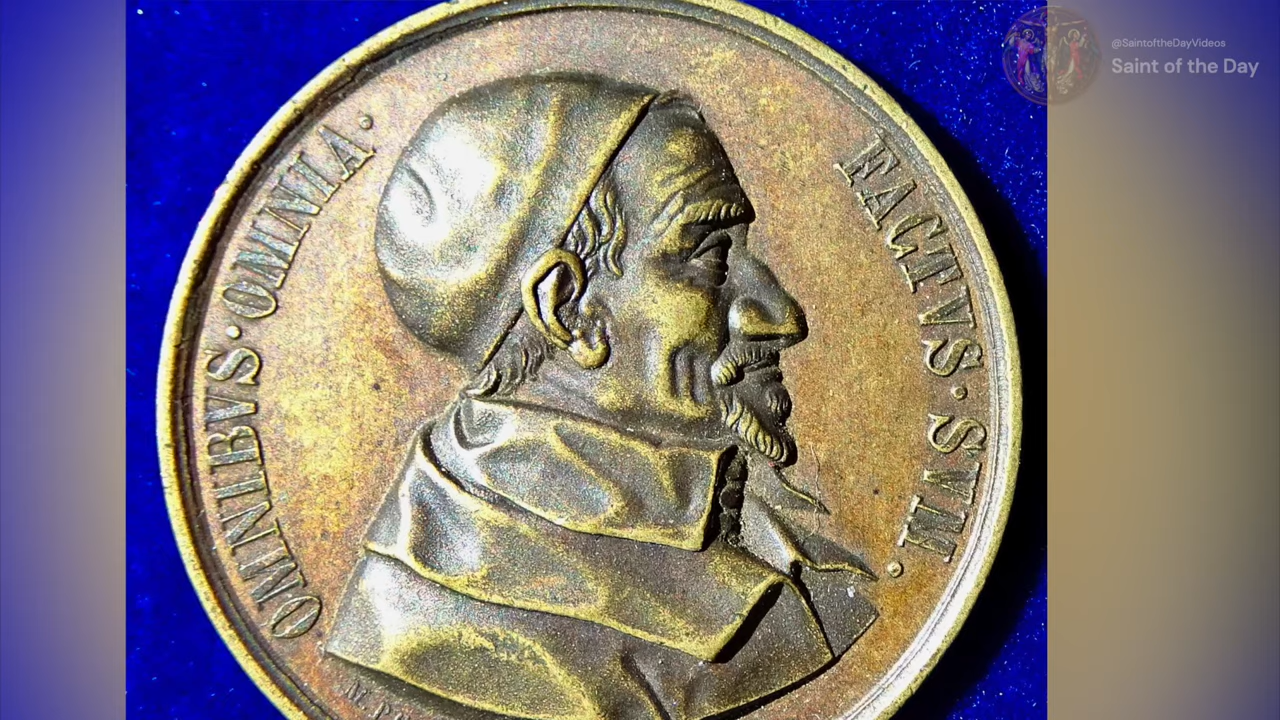 @SaintoftheDayVideos
Saint of the Day
OMNIBVS · OMNIA ·
FACTVS · SVM ·